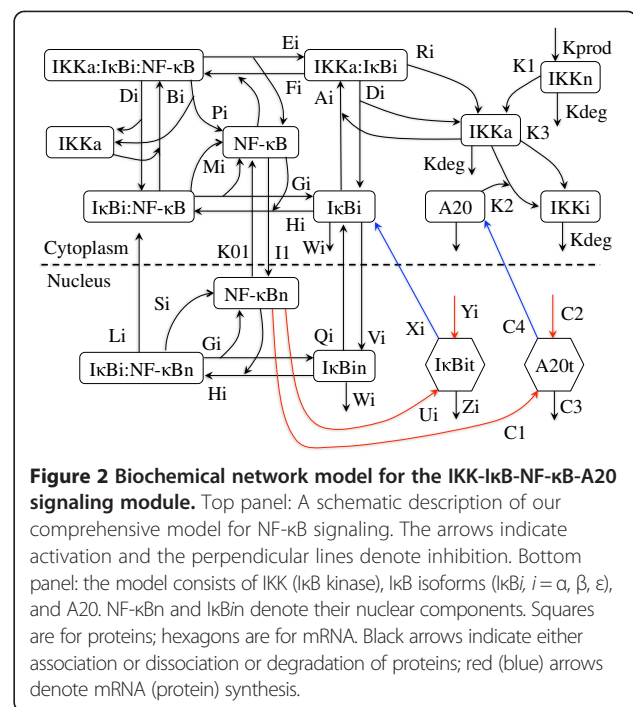 Ei
Ri
Kprod
IKKa:IκBi:NF-κB
IKKa:IκBi
K1
IKKn
Fi
Di
Bi
Ai
Di
Kdeg
Pi
IKKa
NF-κB
IKKa
K3
Mi
Kdeg
Gi
IκBi:NF-κB
IκBi
A20
K2
IKKi
Hi
Wi
Kdeg
Cytoplasm
K01
I1
Nucleus
NF-κBn
Si
Yi
C2
Xi
C4
Li
Gi
Qi
Vi
IκBi:NF-κBn
IκBin
IκBit
A20t
Hi
Wi
Ui
Zi
C3
C1
Figure 2 Biochemical network model for the IKK-IκB-NF-κB-A20
signaling module. Top panel: A schematic description of our
comprehensive model for NF-κB signaling. The arrows indicate
activation and the perpendicular lines denote inhibition. Bottom
panel: the model consists of IKK (IκB kinase), IκB isoforms (IκBi, i = α, β, ε),
and A20. NF-κBn and IκBin denote their nuclear components. Squares
are for proteins; hexagons are for mRNA. Black arrows indicate either
association or dissociation or degradation of proteins; red (blue) arrows
denote mRNA (protein) synthesis.